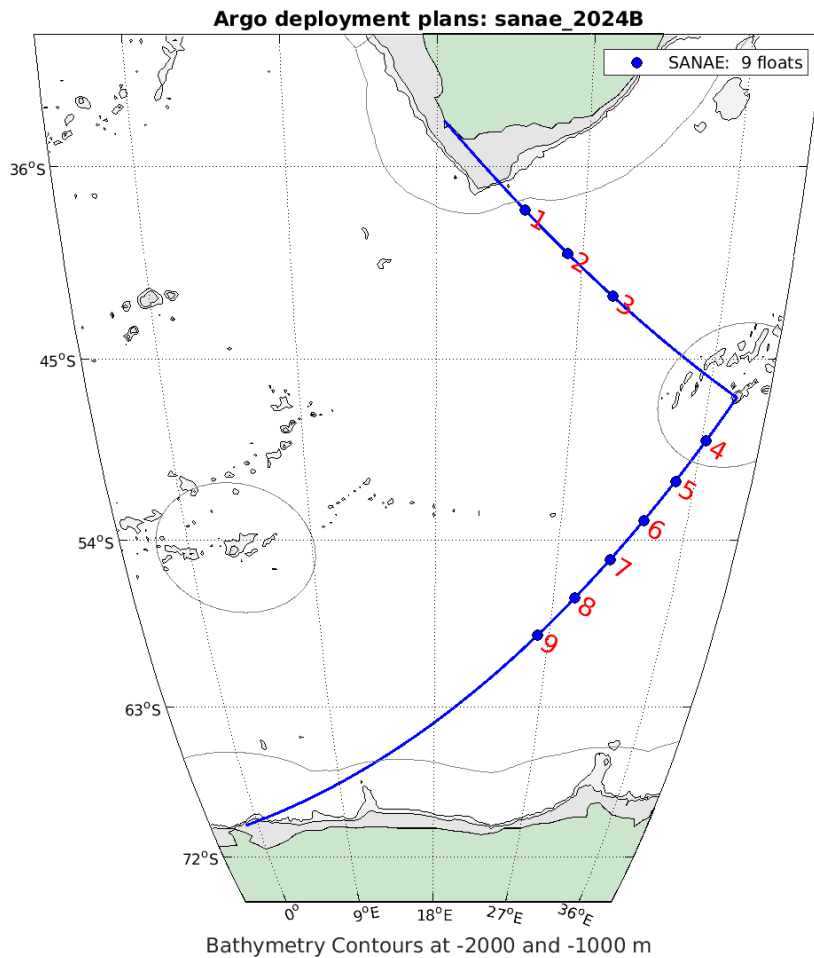 Argo deployment plans: sanae_2024B
SANAE: 9 floats
36°S
1
2
3
45°S
4
5
6
54°S
7
8
9
63°S
72°S
0° 9°E 18°E 27°E 36°E
Bathymetry Contours at -2000 and -1000 m